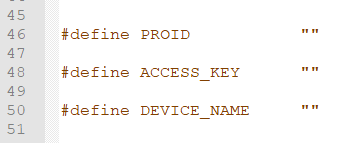 45
46 #define PROID ""
47
48 #define ACCESS_KEY ""
49
50 #define DEVICE_NAME ""
51